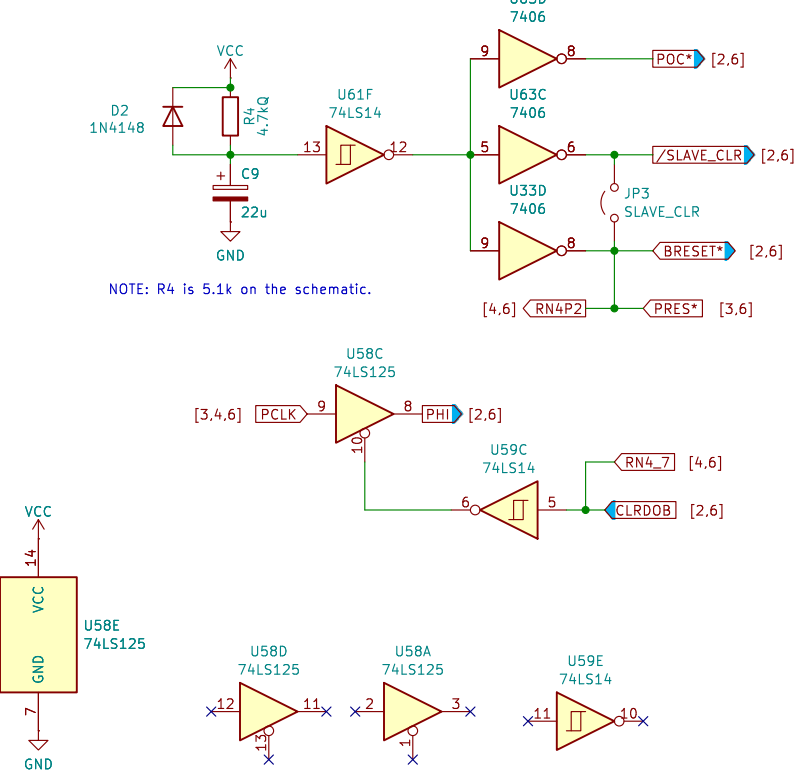 7406
9
8
POC*
[2,6]
VCC
D2
1N4148
R4
4.7kΩ
U61F
74LS14
13
12
U63C
7406
5
6
/SLAVE_CLR
[2,6]
+
C9
22u
GND
U33D
7406
9
8
JP3
SLAVE_CLR
BRESET*
[2,6]
NOTE: R4 is 5.1k on the schematic.
[4,6]
RN4P2
PRES*
[3,6]
U58C
74LS125
[3,4,6]
PCLK
9
8
PHI
[2,6]
10
U59C
74LS14
RN4_7
[4,6]
6
5
CLRDOB
[2,6]
VCC
14
VCC
GND
7
GND
U58E
74LS125
U58D
74LS125
12
11
13
U58A
74LS125
2
3
1
U59E
74LS14
11
10